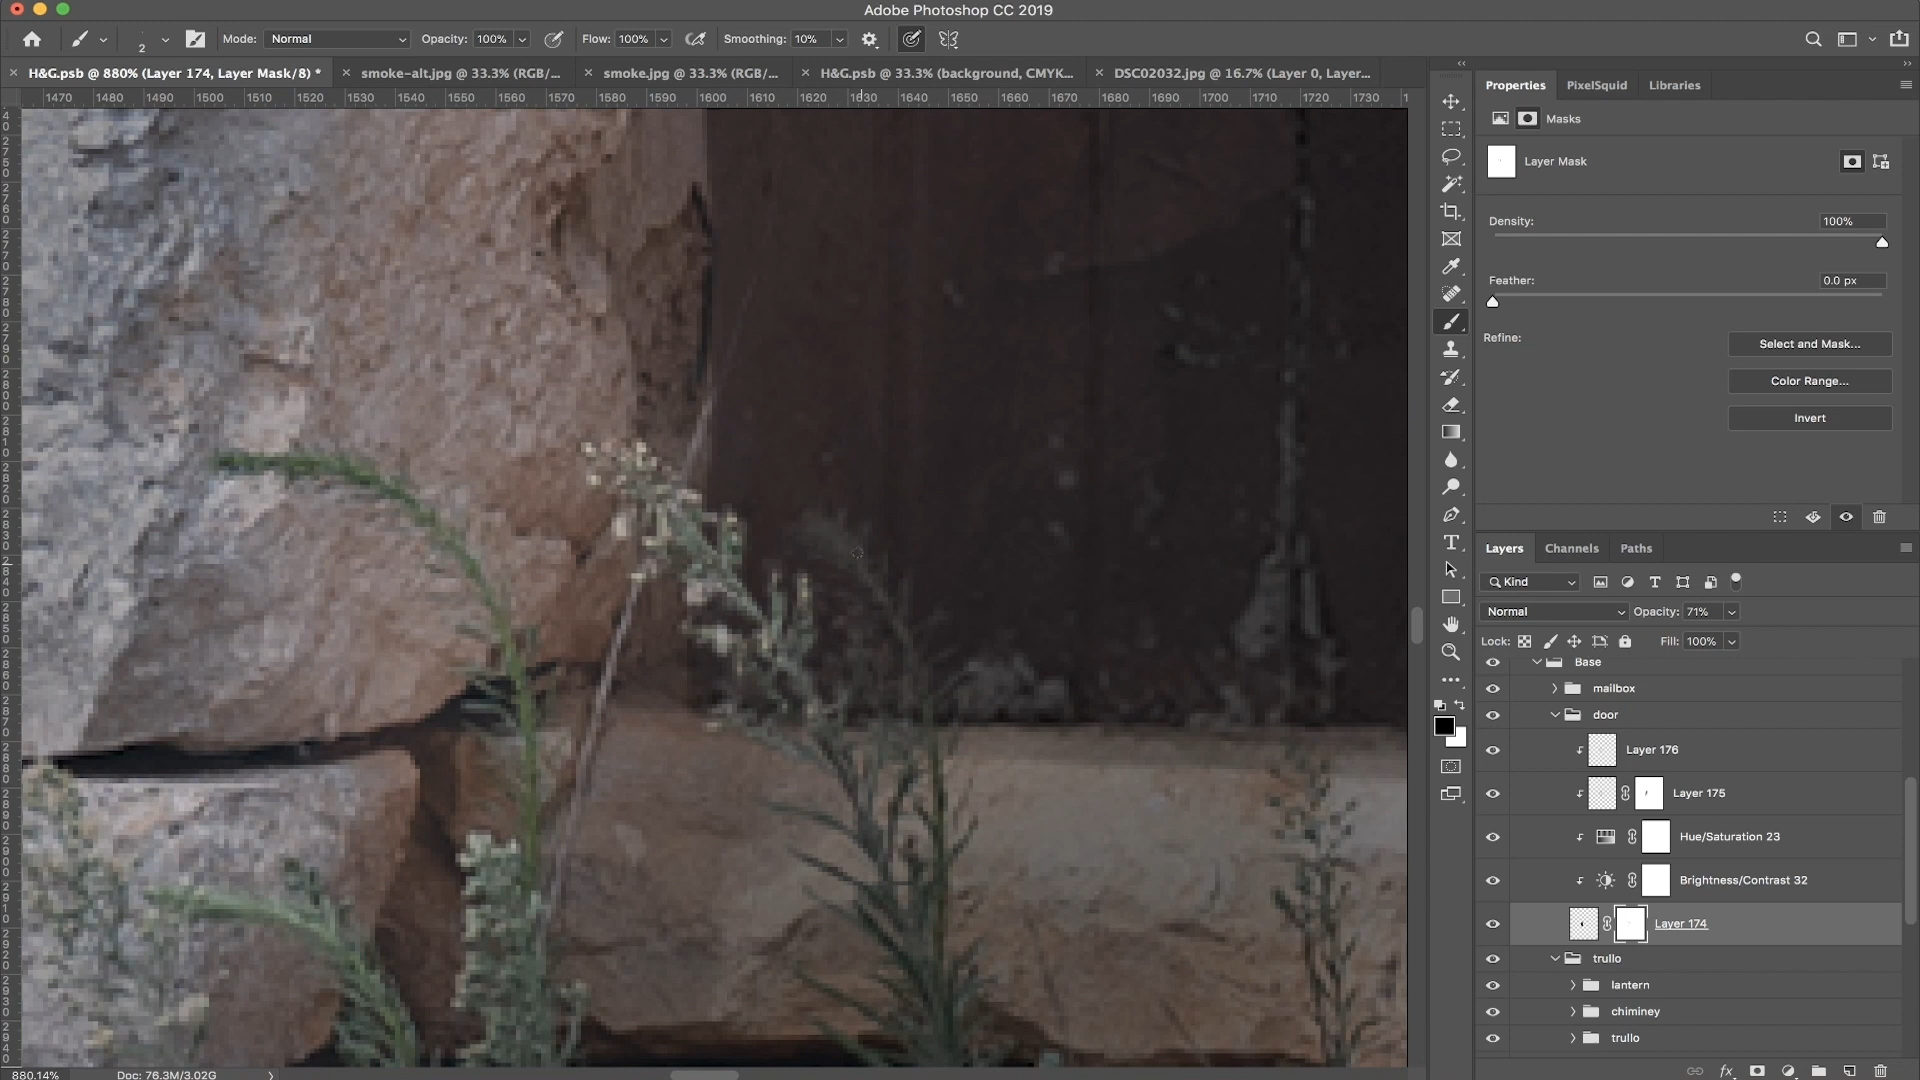 Adobe Photoshop CC 2019
2 Mode: Normal Opacity: 100% Flow: 100% Smoothing: 10%
H&G.psb @ 880% (Layer 174, Layer Mask/8) * smoke-alt.jpg @ 33.3% (RGB/... smoke.jpg @ 33.3% (RGB/... H&G.psb @ 33.3% (background, CMYK... DSC02032.jpg @ 16.7% (Layer 0, Layer...
1470 1480 1490 1500 1510 1520 1530 1540 1550 1560 1570 1580 1590 1600 1610 1620 1630 1640 1650 1660 1670 1680 1690 1700 1710 1720 1730
Properties PixelSquid Libraries
Masks
Layer Mask
Density: 100%
Feather: 0.0 px
Refine:
Select and Mask...
Color Range...
Invert
Layers Channels Paths
Kind
Normal Opacity: 71%
Lock: Fill: 100%
Base
mailbox
door
Layer 176
Layer 175
Hue/Saturation 23
Brightness/Contrast 32
Layer 174
trullo
lantern
chiminey
trullo
fx
880.14% Doc: 76.3M/3.02G